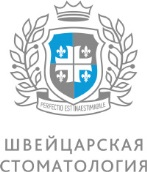 PERFECTIO EST INAESTIMABILE
ШВЕЙЦАРСКАЯ
СТОМАТОЛОГИЯ